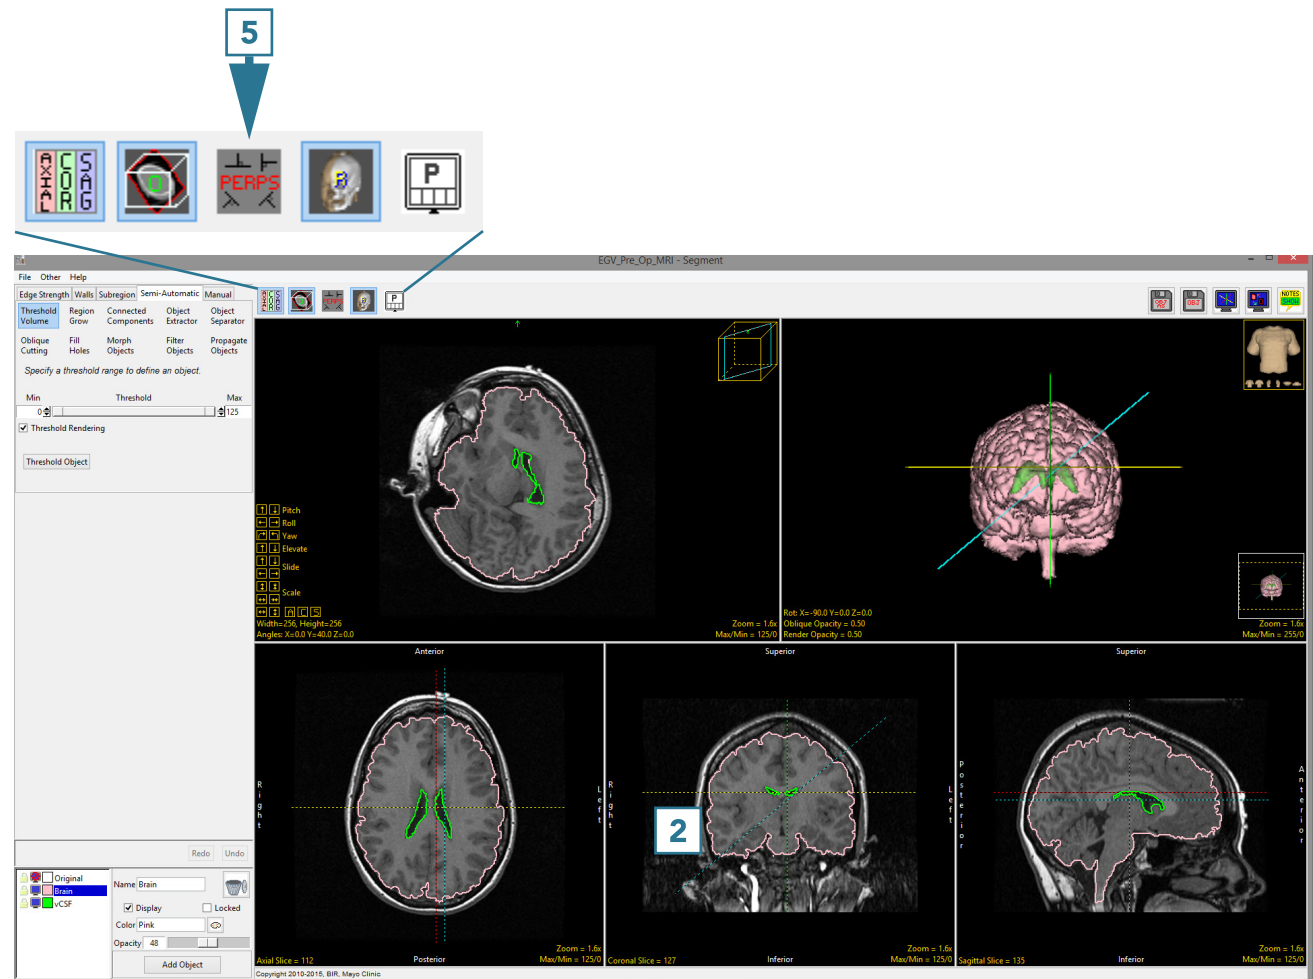 5
AXIAL COR SAG
PERPS
R
P
EGV_Pre_Op_MRI - Segment
File Other Help
Edge Strength Walls Subregion Semi-Automatic Manual
AXIAL COR SAG PERPS P OBJ AS OBJ NOTES: SHOW
Threshold Volume Region Grow Connected Components Object Extractor Object Separator
Oblique Cutting Fill Holes Morph Objects Filter Objects Propagate Objects
Specify a threshold range to define an object.
Min Threshold Max
0 125
Threshold Rendering
Threshold Object
Pitch
Roll
Yaw
Elevate
Slide
Scale
A C S
Width=256, Height=256
Angles: X=0.0 Y=40.0 Z=0.0
Zoom = 1.6x
Max/Min = 125/0
Rot: X=-90.0 Y=0.0 Z=0.0
Oblique Opacity = 0.50
Render Opacity = 0.50
Zoom = 1.6x
Max/Min = 255/0
Anterior
Right
Left
Axial Slice = 112
Posterior
Zoom = 1.6x
Max/Min = 125/0
Superior
Right
2
Left
Coronal Slice = 127
Inferior
Zoom = 1.6x
Max/Min = 125/0
Superior
Posterior
Anterior
Sagittal Slice = 135
Inferior
Zoom = 1.6x
Max/Min = 125/0
Redo Undo
Original
Brain
vCSF
Name Brain
Display Locked
Color Pink
Opacity 48
Add Object
Copyright 2010-2015, BIR, Mayo Clinic